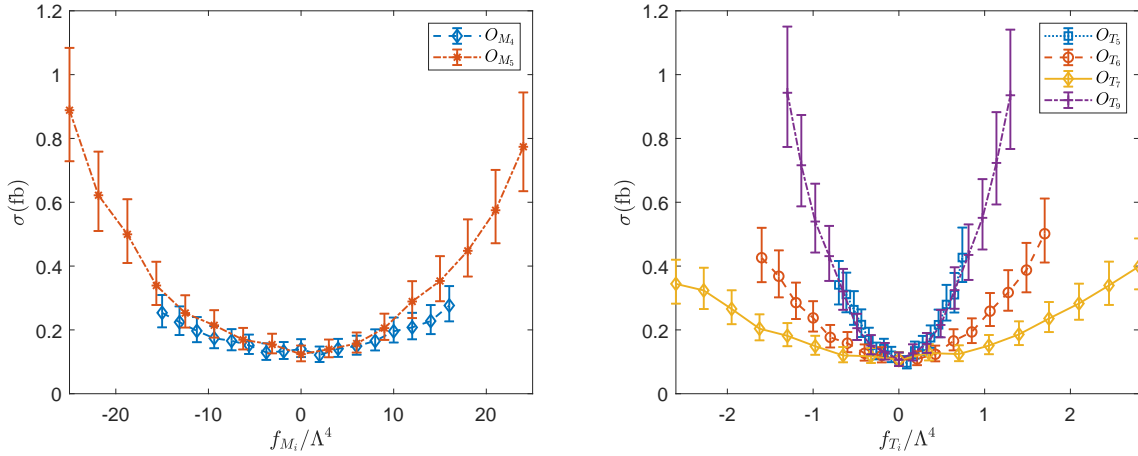 1.2
1
0.8
0.6
0.4
0.2
0
σ(fb)
-20 -10 0 10 20
f_{M_i}/Λ^4
O_{M_4}
O_{M_5}
1.2
1
0.8
0.6
0.4
0.2
0
σ(fb)
-2 -1 0 1 2
f_{T_i}/Λ^4
O_{T_5}
O_{T_6}
O_{T_7}
O_{T_9}